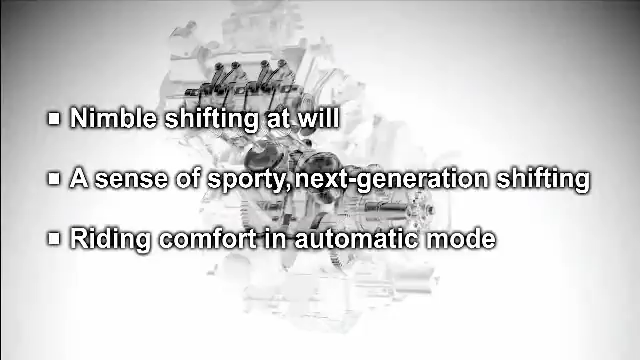 Nimble shifting at will
A sense of sporty,next-generation shifting
Riding comfort in automatic mode